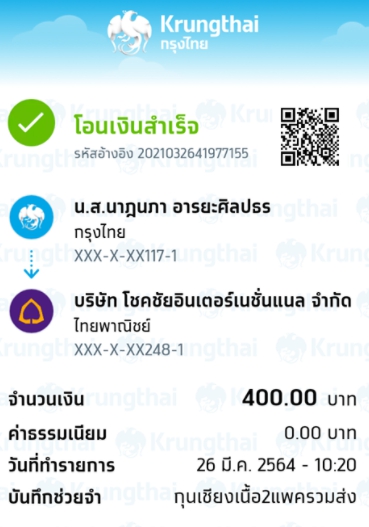 Krungthai
กรุงไทย
โอนเงินสำเร็จ
รหัสอ้างอิง 2021032641977155
น.ส.นาฏนภา อารยะศิลปธร
กรุงไทย
XXX-X-XX117-1
บริษัท โชคชัยอินเตอร์เนชั่นแนล จำกัด
ไทยพาณิชย์
XXX-X-XX248-1
จำนวนเงิน 400.00 บาท
ค่าธรรมเนียม 0.00 บาท
วันที่ทำรายการ 26 มี.ค. 2564 - 10:20
บันทึกช่วยจำ กุนเชียงเนื้อ2แพครวมส่ง